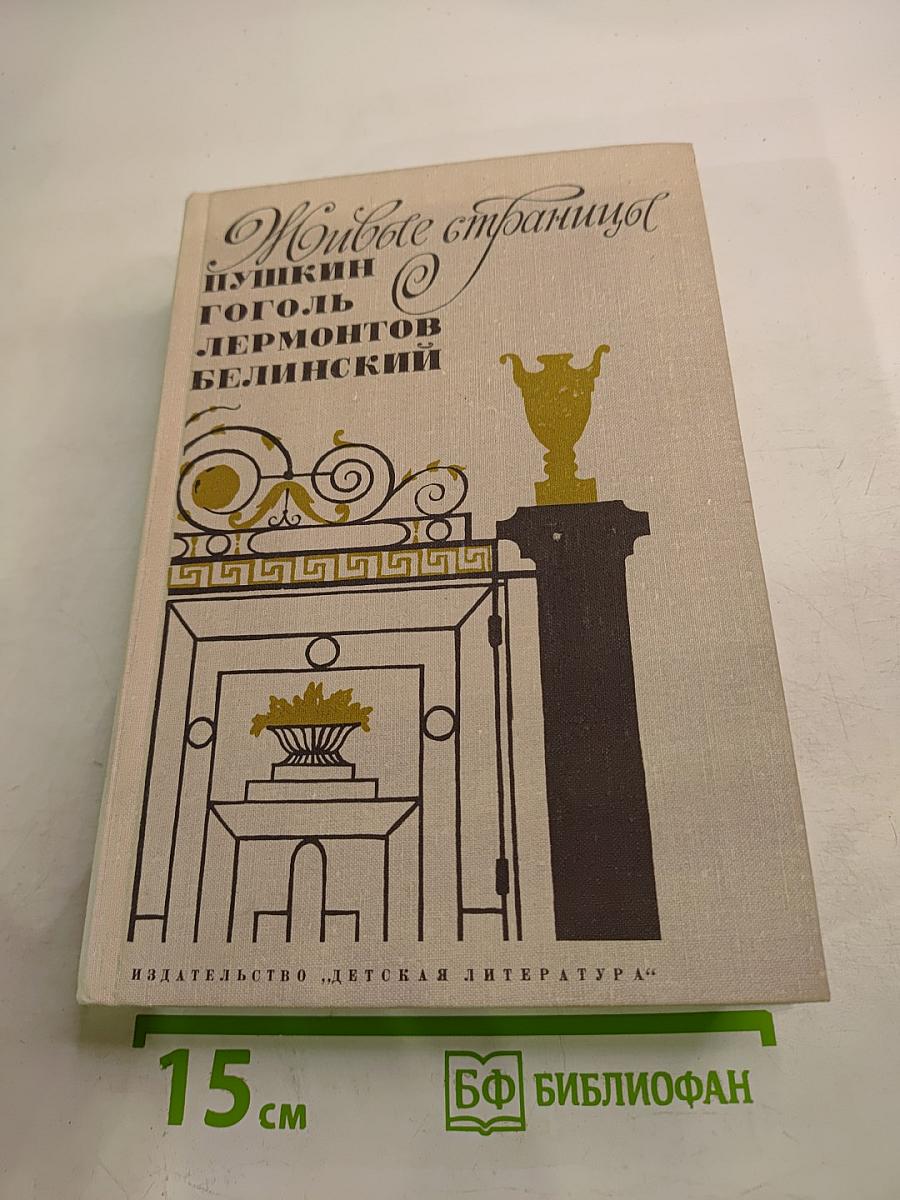 Живые страницы
ПУШКИН
ГОГОЛЬ
ЛЕРМОНТОВ
БЕЛИНСКИЙ
ИЗДАТЕЛЬСТВО „ДЕТСКАЯ ЛИТЕРАТУРА“
15 см
БФ БИБЛИОФАН